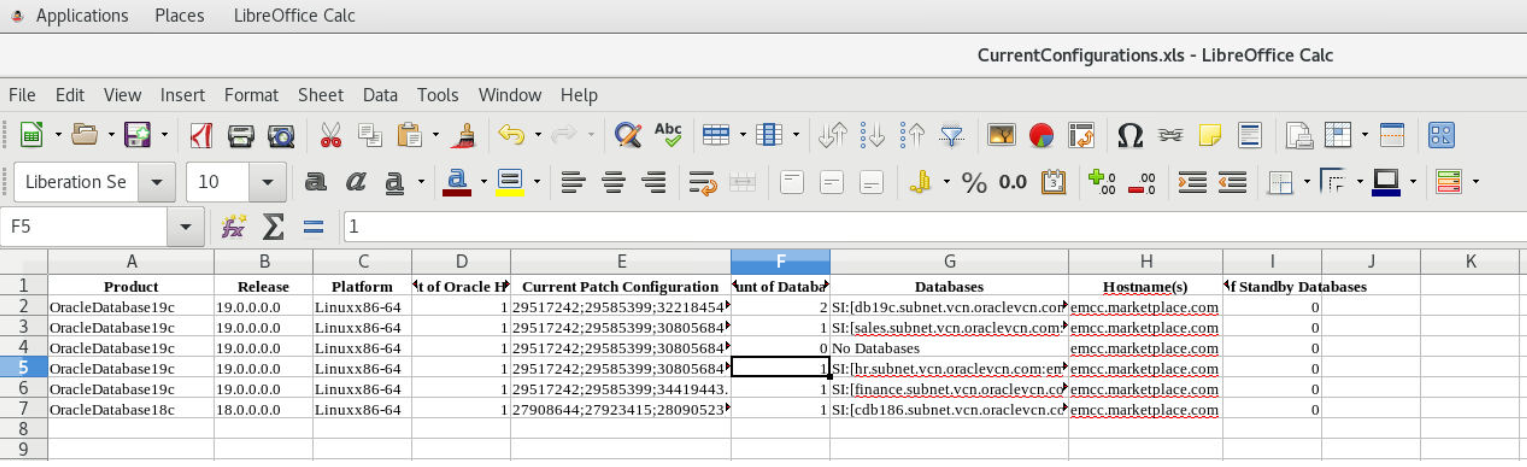 Applications Places LibreOffice Calc
CurrentConfigurations.xls - LibreOffice Calc
File Edit View Insert Format Sheet Data Tools Window Help
Abc
Liberation Se 10 a a a a % 0.0
F5 fx Σ = 1
A B C D E F G H I J K
1 Product Release Platform t of Oracle H Current Patch Configuration unt of Databa Databases Hostname(s) f Standby Databases
2 OracleDatabase19c 19.0.0.0.0 Linuxx86-64 1 29517242;29585399;32218454 2 SI:[db19c.subnet.vcn.oraclevcn.con emcc.marketplace.com 0
3 OracleDatabase19c 19.0.0.0.0 Linuxx86-64 1 29517242;29585399;30805684 1 SI:[sales.subnet.vcn.oraclevcn.com: emcc.marketplace.com 0
4 OracleDatabase19c 19.0.0.0.0 Linuxx86-64 1 29517242;29585399;30805684 0 No Databases emcc.marketplace.com 0
5 OracleDatabase19c 19.0.0.0.0 Linuxx86-64 1 29517242;29585399;30805684 1 SI:[hr.subnet.vcn.oraclevcn.com:em emcc.marketplace.com 0
6 OracleDatabase19c 19.0.0.0.0 Linuxx86-64 1 29517242;29585399;34419443. 1 SI:[finance.subnet.vcn.oraclevcn.co emcc.marketplace.com 0
7 OracleDatabase18c 18.0.0.0.0 Linuxx86-64 1 27908644;27923415;28090523 1 SI:[cdb186.subnet.vcn.oraclevcn.co emcc.marketplace.com 0
8
9